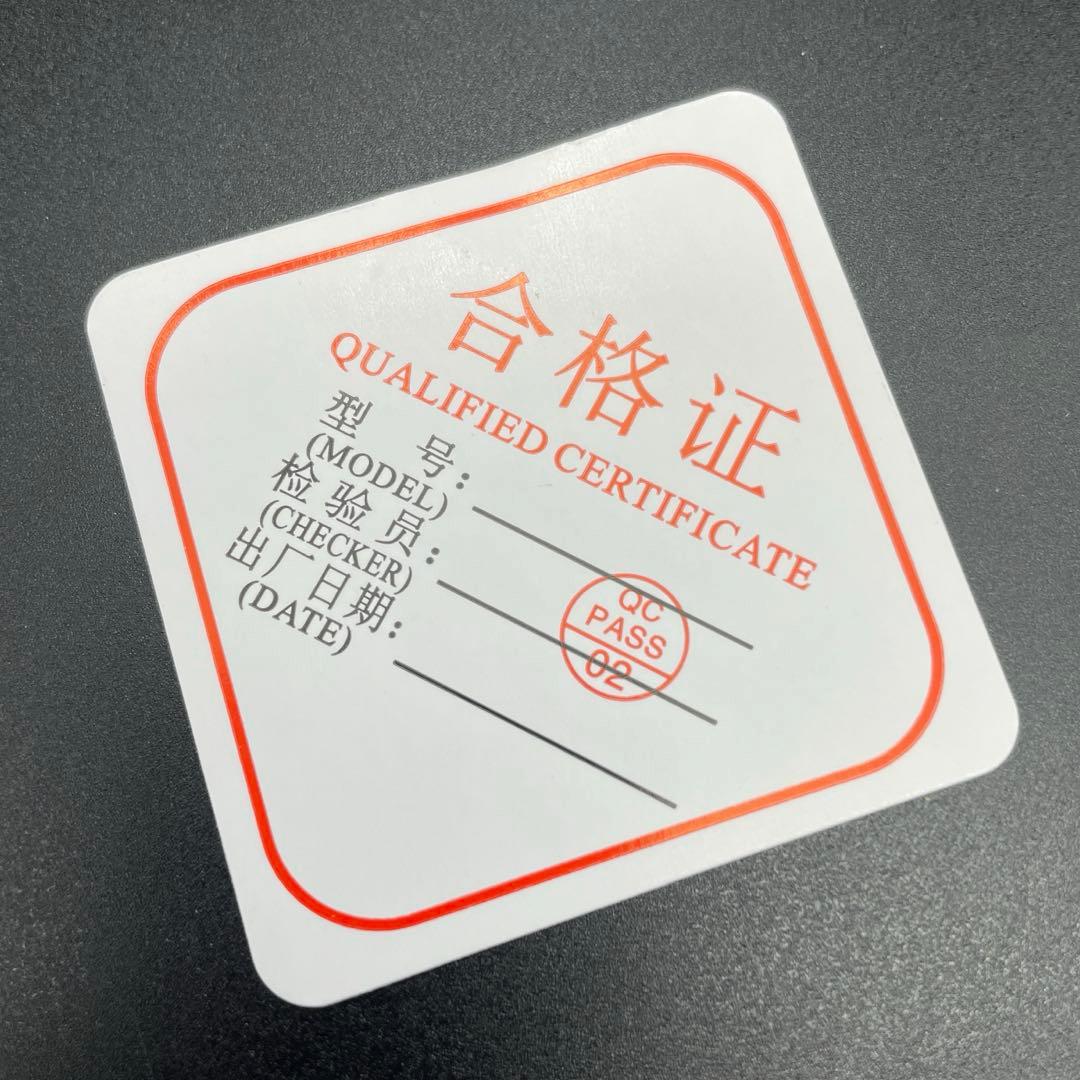 合格证
QUALIFIED CERTIFICATE
型号：
(MODEL)
检验员：
(CHECKER)
出厂日期：
(DATE)
QC
PASS
02